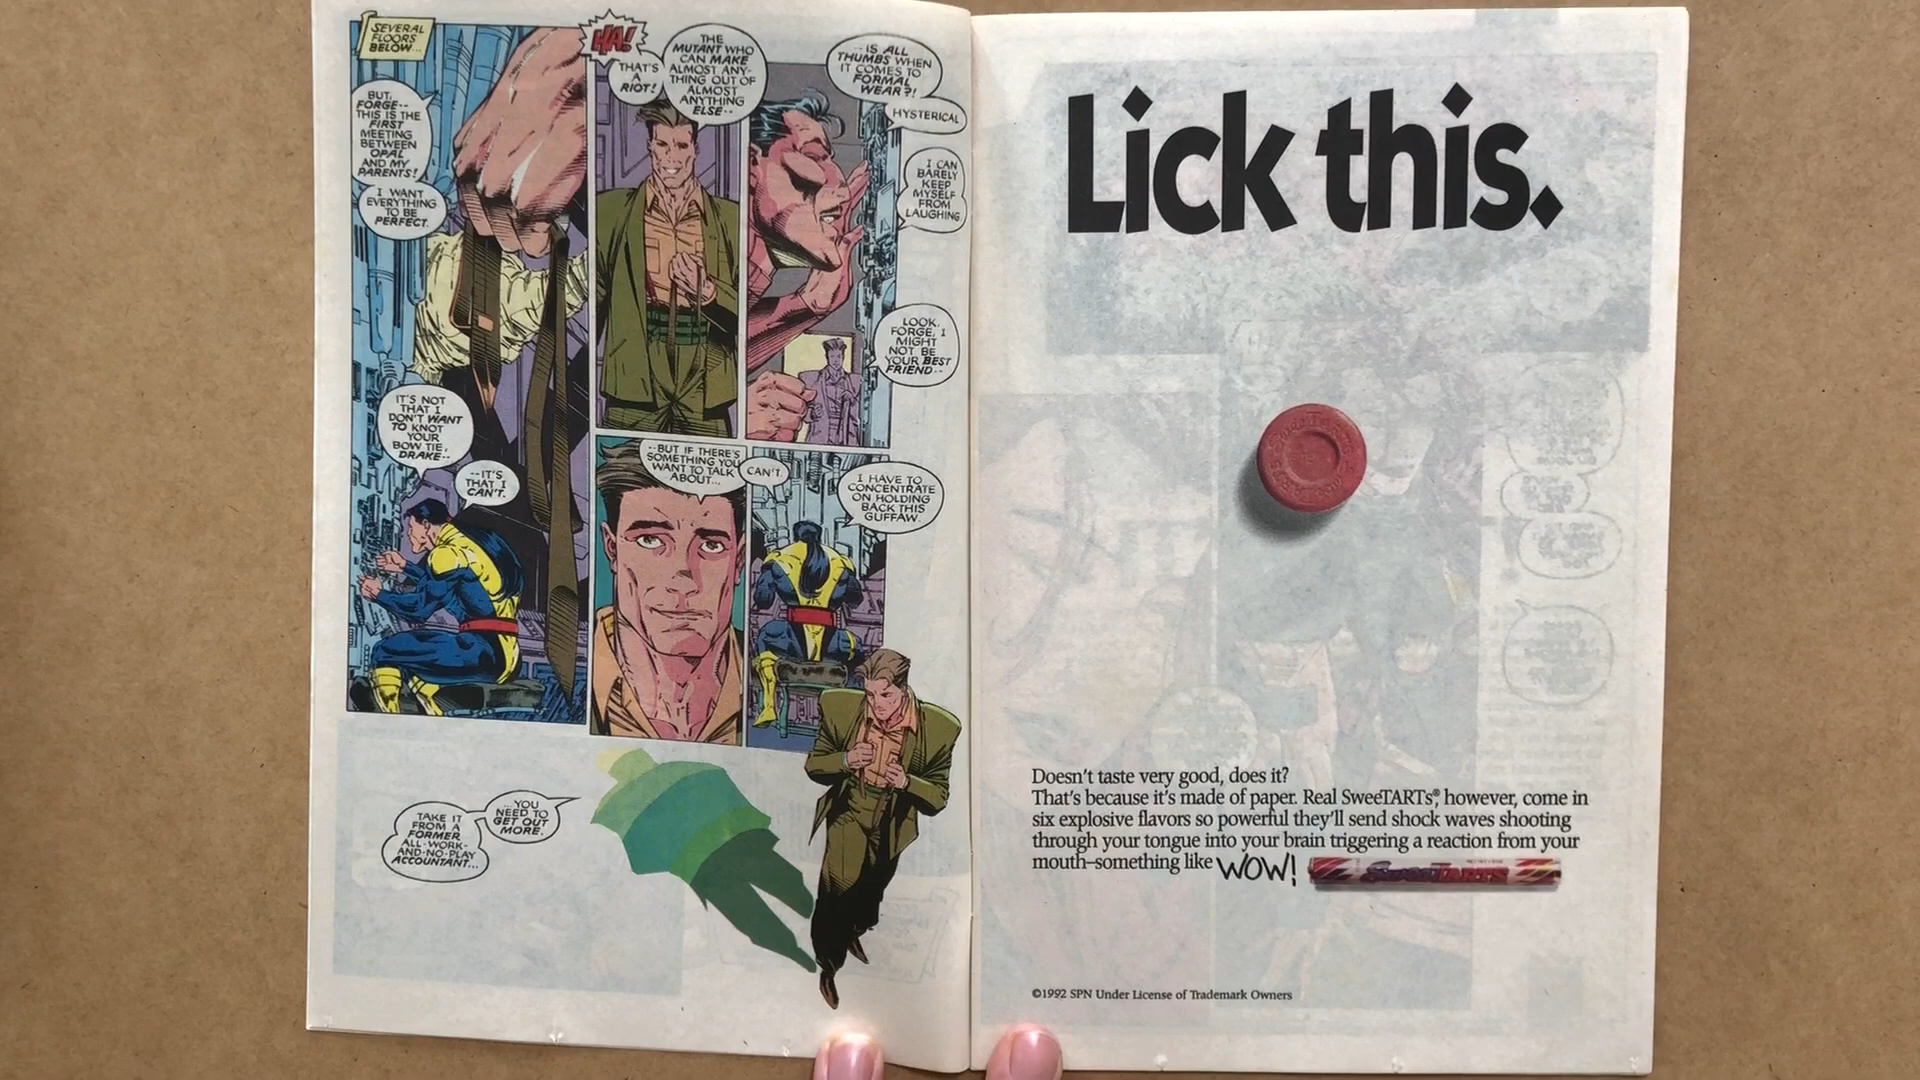 SEVERAL
FLOORS
BELOW...
BUT,
FORGE--
THIS IS THE
FIRST
MEETING
BETWEEN
OPAL
AND MY
PARENTS!
I WANT
EVERYTHING
TO BE
PERFECT.
IT'S NOT
THAT I
DON'T WANT
TO KNOT
YOUR
BOW TIE,
DRAKE--
--IT'S
THAT I
CAN'T.
HA!
THAT'S
A
RIOT!
THE
MUTANT WHO
CAN MAKE
ALMOST ANY-
THING OUT OF
ALMOST
ANYTHING
ELSE--
--IS ALL
THUMBS WHEN
IT COMES TO
FORMAL
WEAR?!
HYSTERICAL
I CAN
BARELY
KEEP
MYSELF
FROM
LAUGHING.
LOOK,
FORGE, I
MIGHT
NOT BE
YOUR BEST
FRIEND--
--BUT IF THERE'S
SOMETHING YOU
WANT TO TALK
ABOUT...
CAN'T.
I HAVE TO
CONCENTRATE
ON HOLDING
BACK THIS
GUFFAW.
TAKE IT
FROM A
FORMER
ALL-WORK-
AND-NO-PLAY
ACCOUNTANT...
...YOU
NEED TO
GET OUT
MORE.
Lick this.
Doesn't taste very good, does it?
That's because it's made of paper. Real SweeTARTs®, however, come in
six explosive flavors so powerful they'll send shock waves shooting
through your tongue into your brain triggering a reaction from your
mouth–something like WOW!
SweeTARTS
©1992 SPN Under License of Trademark Owners